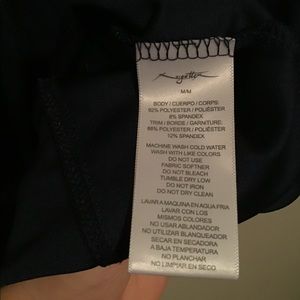 M/M
BODY / CUERPO / CORPS:
92% POLYESTER / POLIÉSTER
8% SPANDEX
TRIM / BORDE / GARNITURE:
88% POLYESTER / POLIÉSTER
12% SPANDEX
MACHINE WASH COLD WATER
WASH WITH LIKE COLORS
DO NOT USE
FABRIC SOFTNER
DO NOT BLEACH
TUMBLE DRY LOW
DO NOT IRON
DO NOT DRY CLEAN
LAVAR A MAQUINA EN AGUA FRIA
LAVAR CON LOS
MISMOS COLORES
NO USAR ABLANDADOR
NO UTILIZAR BLANQUEADOR
SECAR EN SECADORA
A BAJA TEMPERATURA
NO PLANCHAR
NO LIMPIAR EN SECO